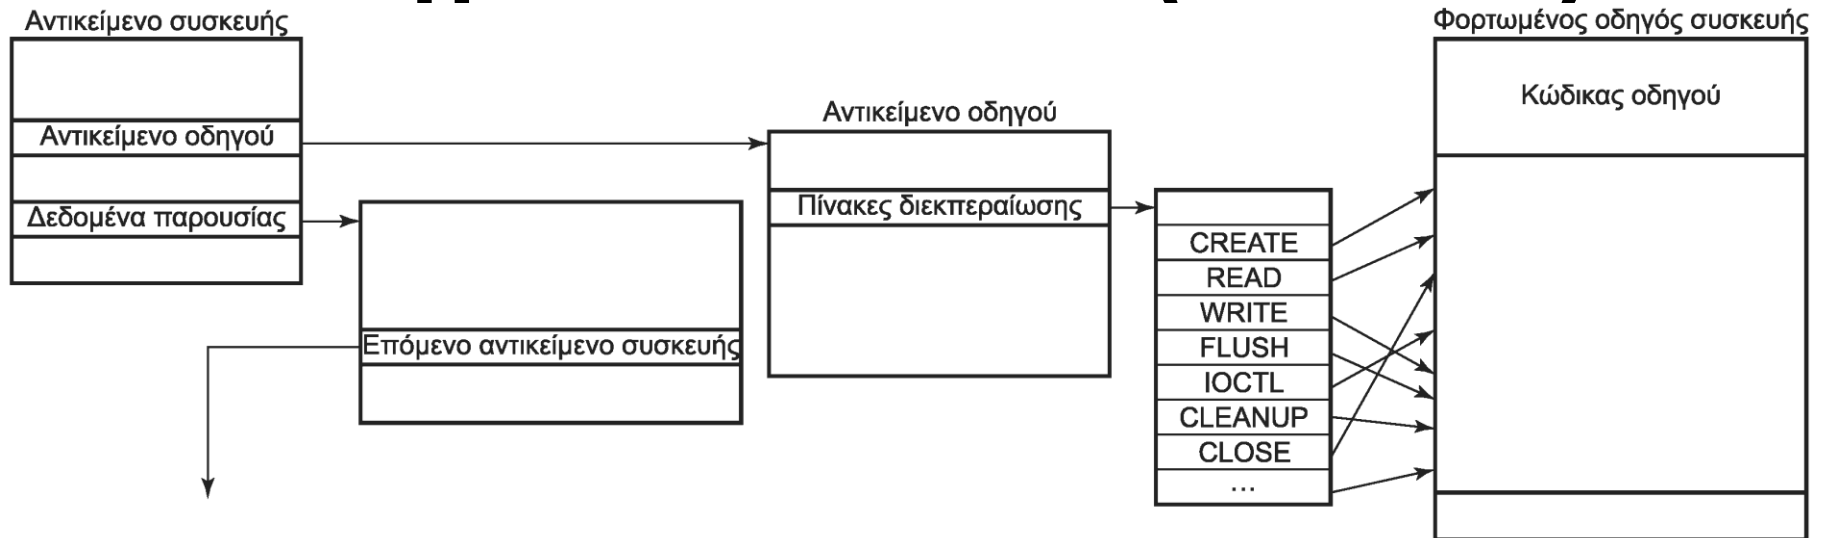 Αντικείμενο συσκευής
Αντικείμενο οδηγού
Δεδομένα παρουσίας
Επόμενο αντικείμενο συσκευής
Αντικείμενο οδηγού
Πίνακες διεκπεραίωσης
CREATE
READ
WRITE
FLUSH
IOCTL
CLEANUP
CLOSE
...
Φορτωμένος οδηγός συσκευής
Κώδικας οδηγού